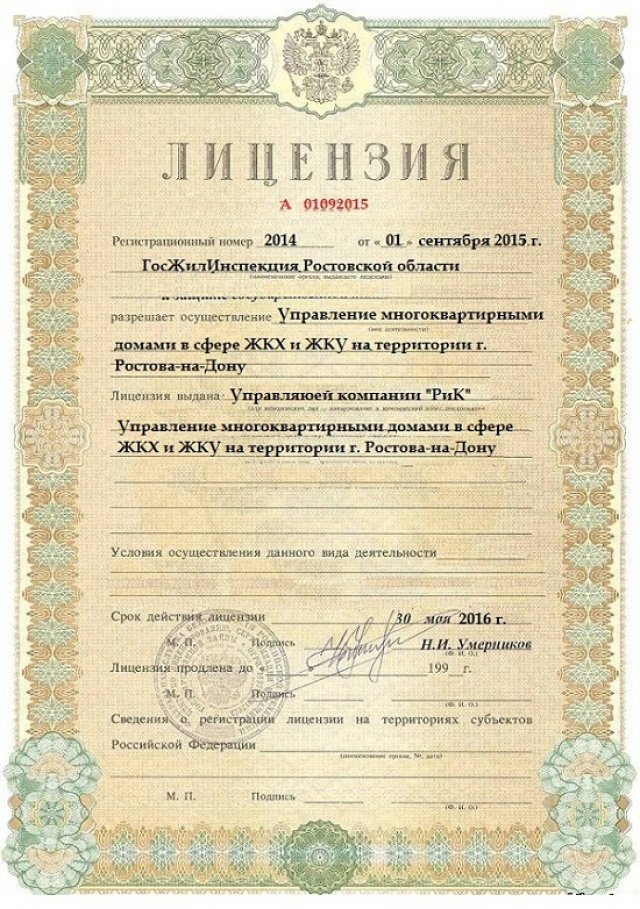 ЛИЦЕНЗИЯ
А 01092015
Регистрационный номер 2014 от « 01 » сентября 2015 г.
ГосЖилИнспекция Ростовской области
(наименование органа, выдавшего лицензию)
разрешает осуществление Управление многоквартирными
(вид деятельности)
домами в сфере ЖКХ и ЖКУ на территории г.
Ростова-на-Дону
Лицензия выдана Управляюей компании "РиК"
Управление многоквартирными домами в сфере
ЖКХ и ЖКУ на территории г. Ростова-на-Дону
Условия осуществления данного вида деятельности
Срок действия лицензии 30 мая 2016 г.
М. П. Подпись Н.И. Умерников
(Ф. И. О.)
Лицензия продлена до « » 199 г.
М. П. Подпись
(Ф. И. О.)
Сведения о регистрации лицензии на территориях субъектов
Российской Федерации
(наименование органа, №, дата)
М. П. Подпись
(Ф. И. О.)